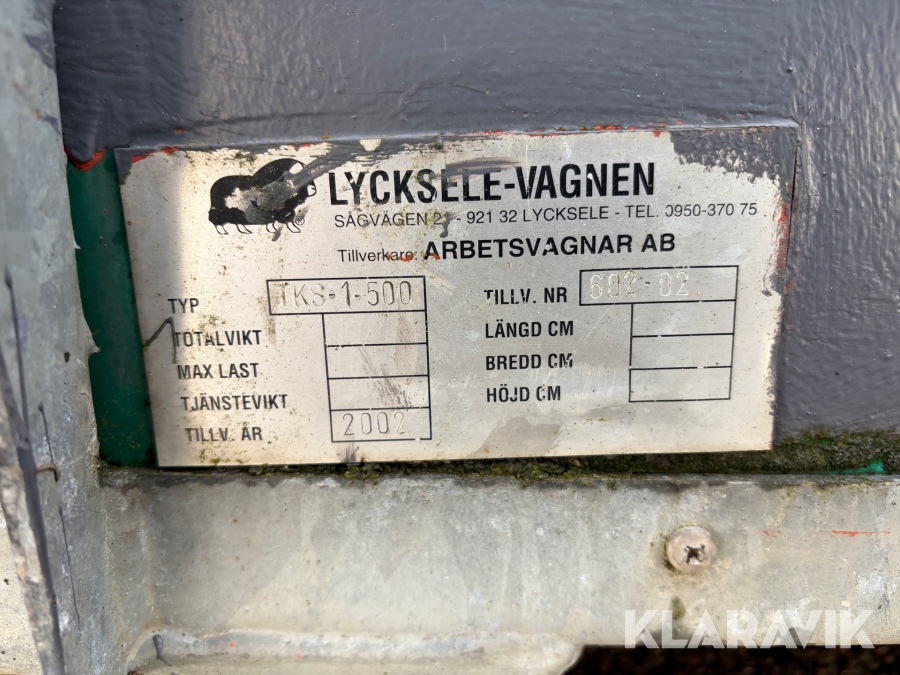 LYCKSELE-VAGNEN
SÅGVÄGEN - 921 32 LYCKSELE - TEL. 0950-370 75
Tillverkare: ARBETSVAGNAR AB
TYP TKS-1-500
TOTALVIKT
MAX LAST
TJÄNSTEVIKT
TILLV. ÅR 2002
TILLV. NR 602-02
LÄNGD CM
BREDD CM
HÖJD CM
KLARAVIK